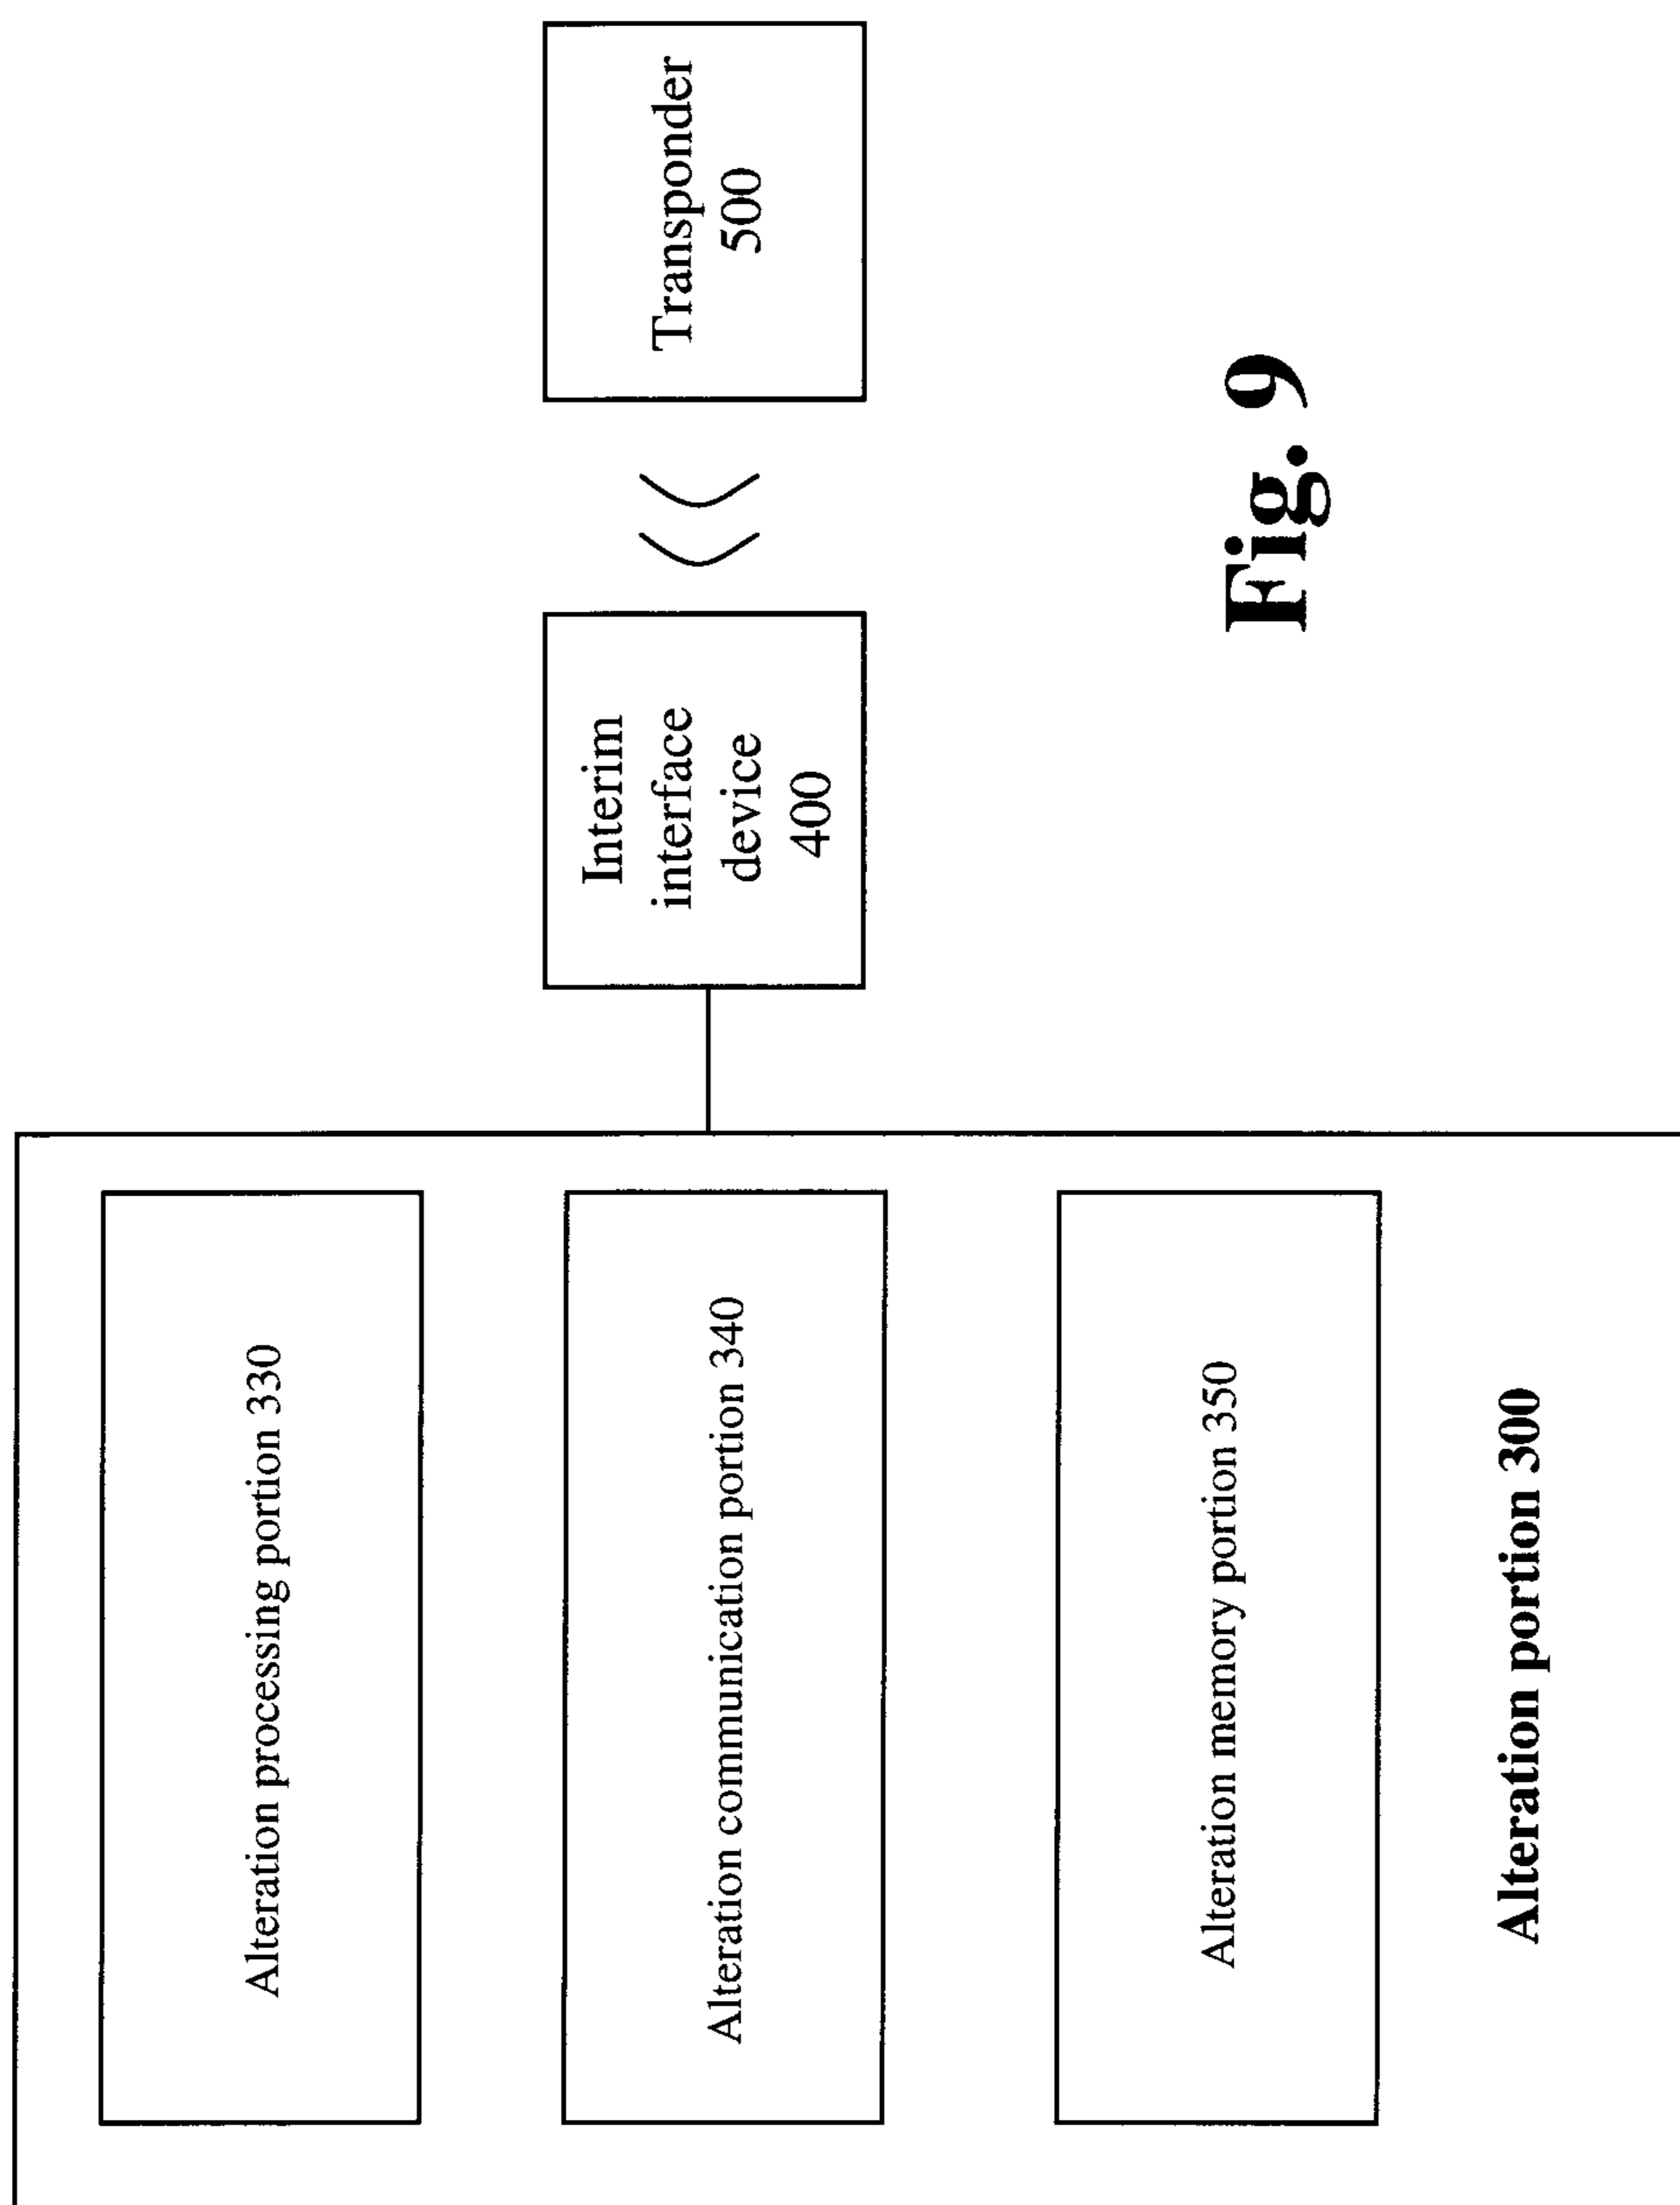 Alteration processing portion 330
Alteration communication portion 340
Alteration memory portion 350
Alteration portion 300
Interim
interface
device
400
Transponder
500
Fig. 9